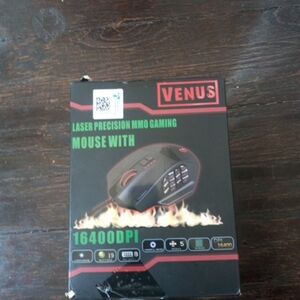 VENUS
LASER PRECISION MMO GAMING
MOUSE WITH
16400DPI